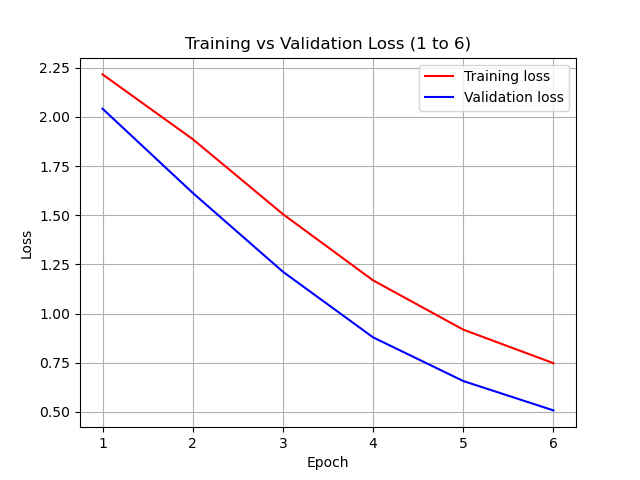 Training vs Validation Loss (1 to 6)
Training loss
Validation loss
2.25
2.00
1.75
1.50
1.25
1.00
0.75
0.50
Loss
1 2 3 4 5 6
Epoch